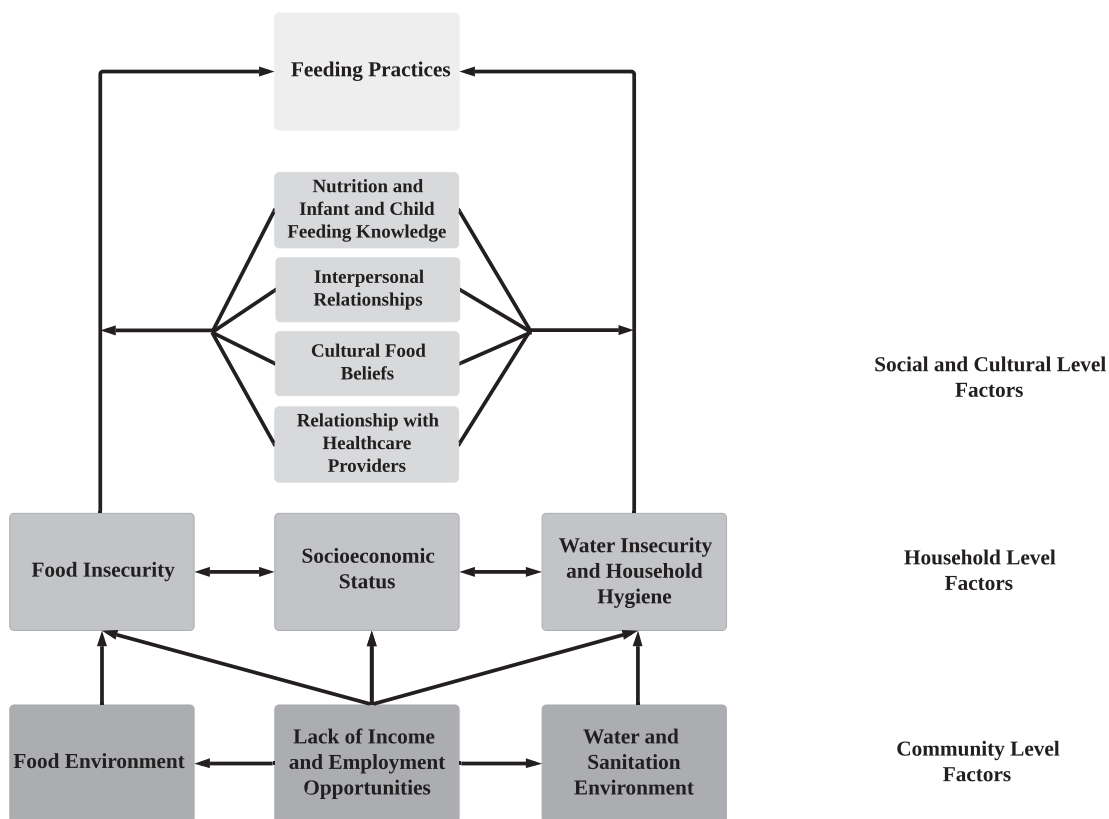 Feeding Practices
Nutrition and
Infant and Child
Feeding Knowledge
Interpersonal
Relationships
Cultural Food
Beliefs
Relationship with
Healthcare
Providers
Social and Cultural Level
Factors
Food Insecurity
Socioeconomic
Status
Water Insecurity
and Household
Hygiene
Household Level
Factors
Food Environment
Lack of Income
and Employment
Opportunities
Water and
Sanitation
Environment
Community Level
Factors